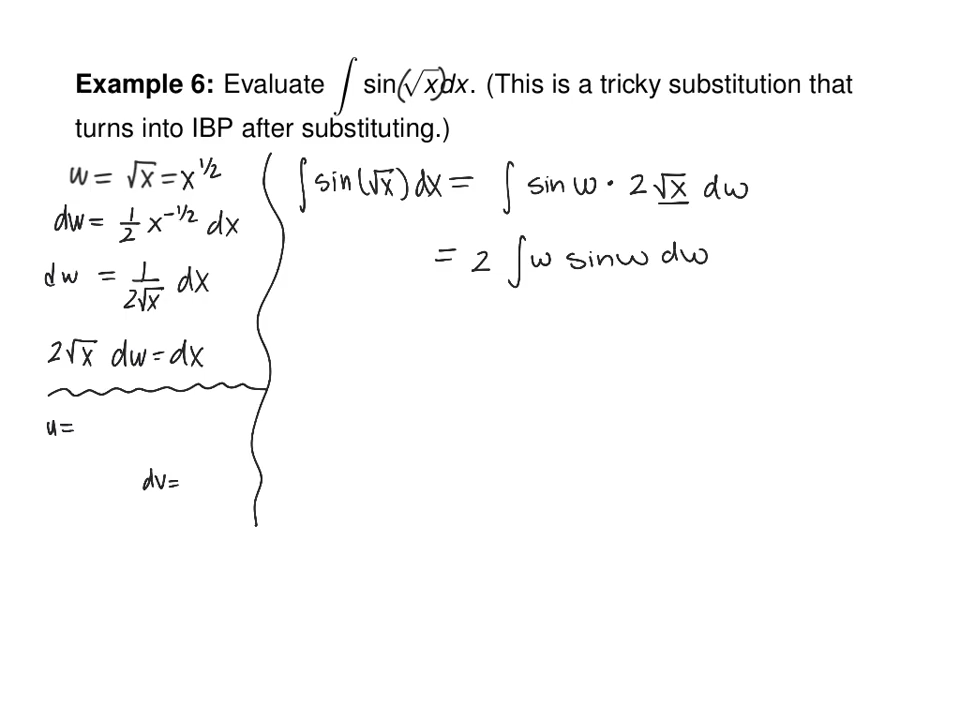 Example 6: Evaluate ∫ sin(√x)dx. (This is a tricky substitution that
turns into IBP after substituting.)
w = √x = x^1/2
dw = 1/2 x^-1/2 dx
dw = 1/(2√x) dx
2√x dw = dx
u =
dv =
∫ sin(√x) dx = ∫ sin w · 2√x dw
= 2 ∫ w sin w dw